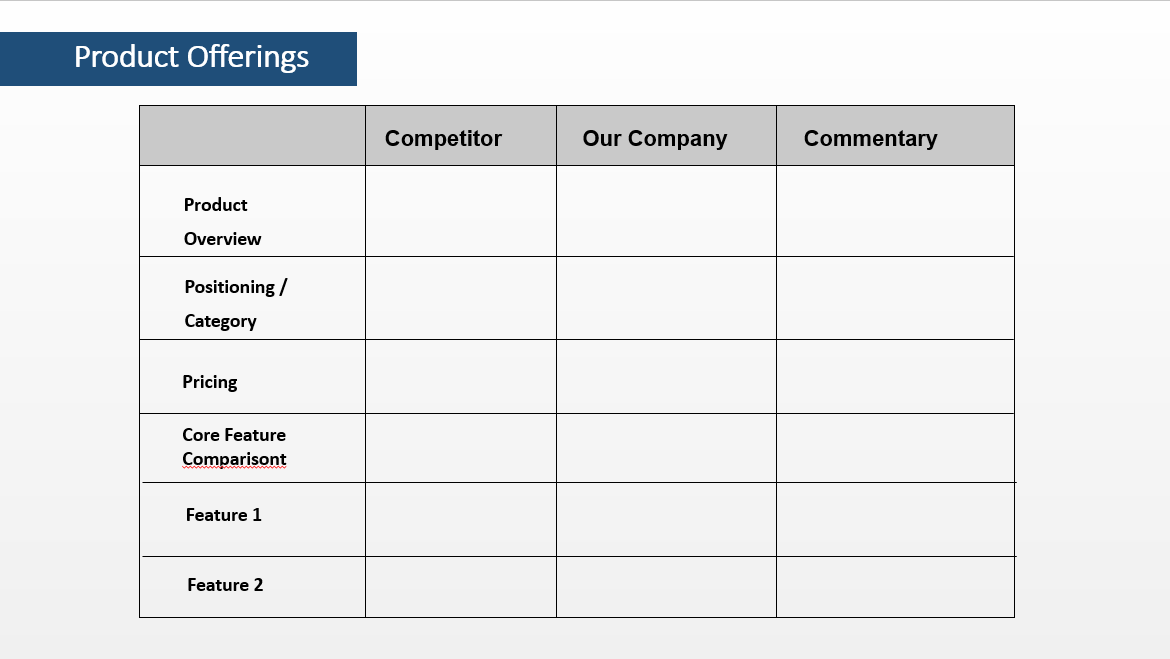 Product Offerings
Competitor Our Company Commentary
Product
Overview
Positioning /
Category
Pricing
Core Feature
Comparisont
Feature 1
Feature 2